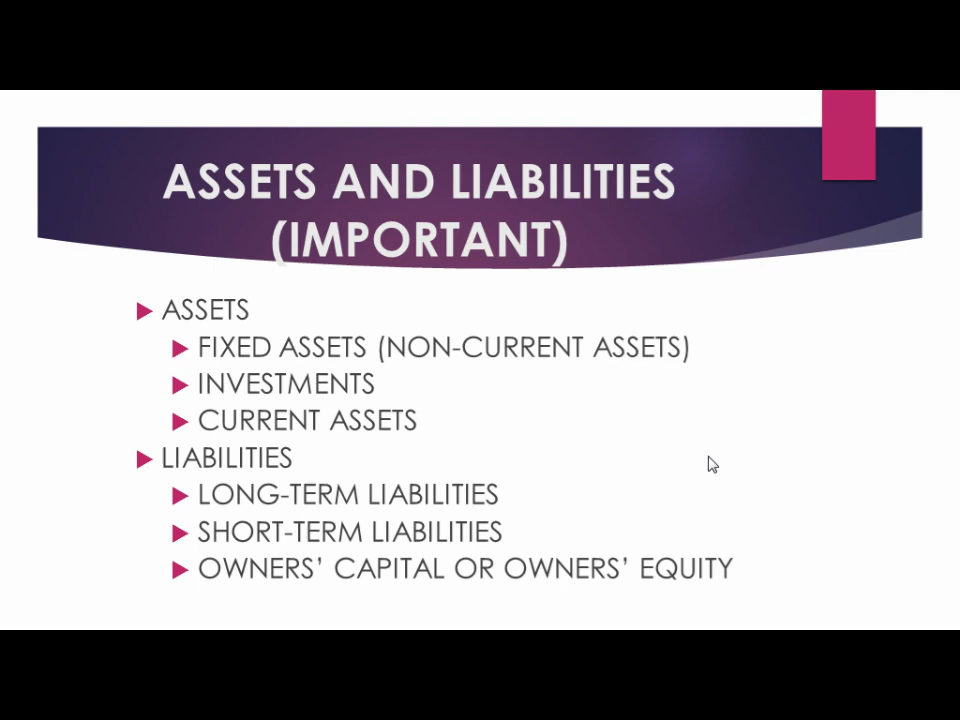 ASSETS AND LIABILITIES
(IMPORTANT)
ASSETS
FIXED ASSETS (NON-CURRENT ASSETS)
INVESTMENTS
CURRENT ASSETS
LIABILITIES
LONG-TERM LIABILITIES
SHORT-TERM LIABILITIES
OWNERS’ CAPITAL OR OWNERS’ EQUITY